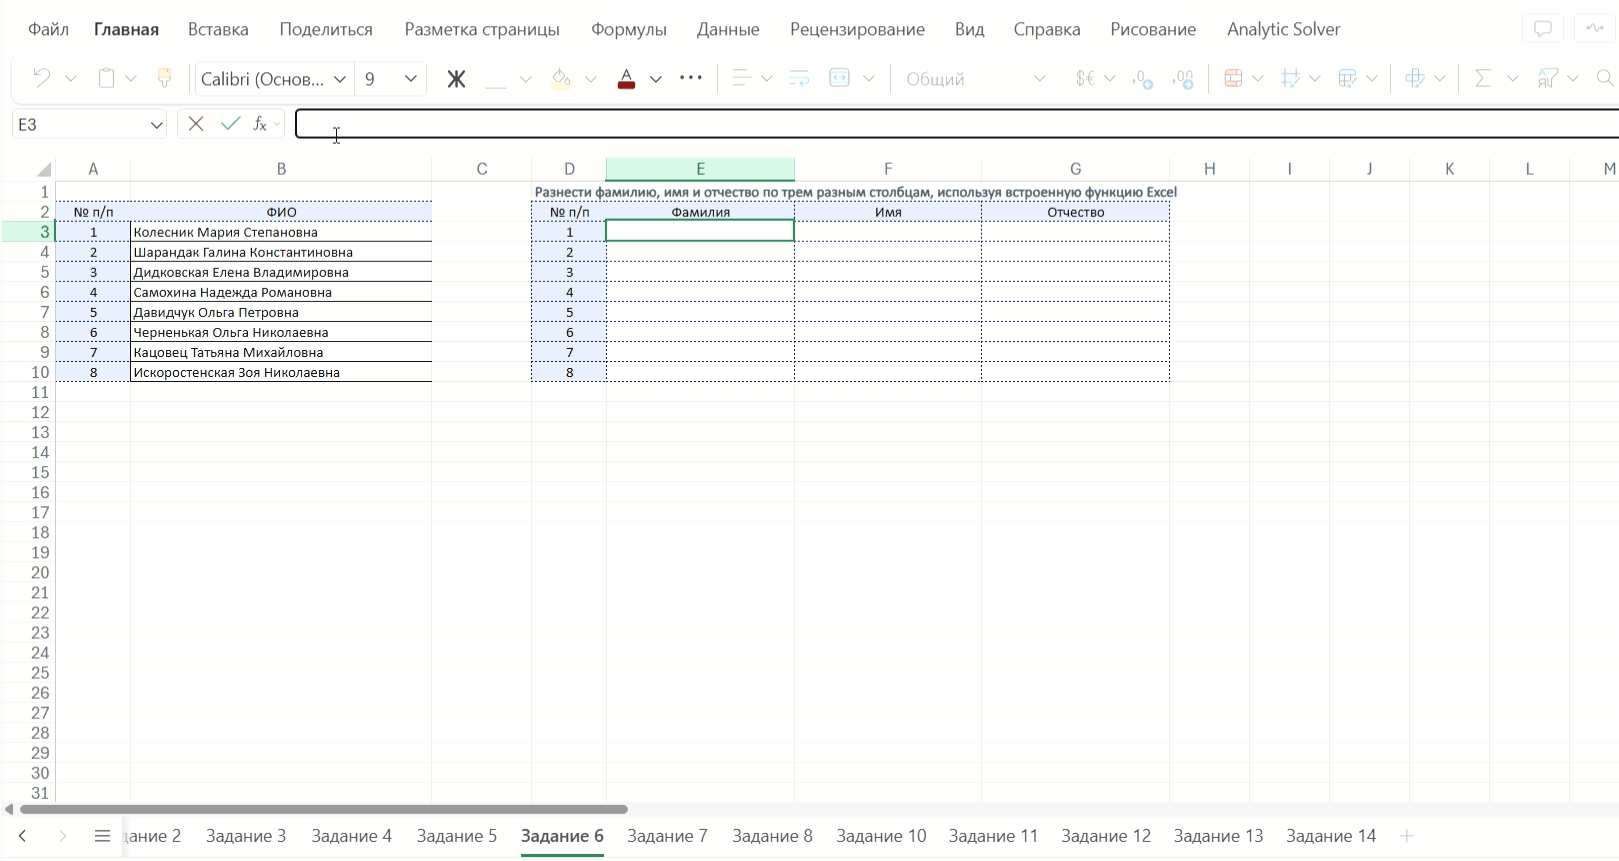 Файл Главная Вставка Поделиться Разметка страницы Формулы Данные Рецензирование Вид Справка Рисование Analytic Solver
Calibri (Основ... 9 Ж А ... Общий $€ ,0 ,00 Σ
E3 fx
A B C D E F G H I J K L M
1 Разнести фамилию, имя и отчество по трем разным столбцам, используя встроенную функцию Excel
2 № п/п ФИО № п/п Фамилия Имя Отчество
3 1 Колесник Мария Степановна 1
4 2 Шарандак Галина Константиновна 2
5 3 Дидковская Елена Владимировна 3
6 4 Самохина Надежда Романовна 4
7 5 Давидчук Ольга Петровна 5
8 6 Черненькая Ольга Николаевна 6
9 7 Кацовец Татьяна Михайловна 7
10 8 Искоростенская Зоя Николаевна 8
11
12
13
14
15
16
17
18
19
20
21
22
23
24
25
26
27
28
29
30
31
дание 2 Задание 3 Задание 4 Задание 5 Задание 6 Задание 7 Задание 8 Задание 10 Задание 11 Задание 12 Задание 13 Задание 14